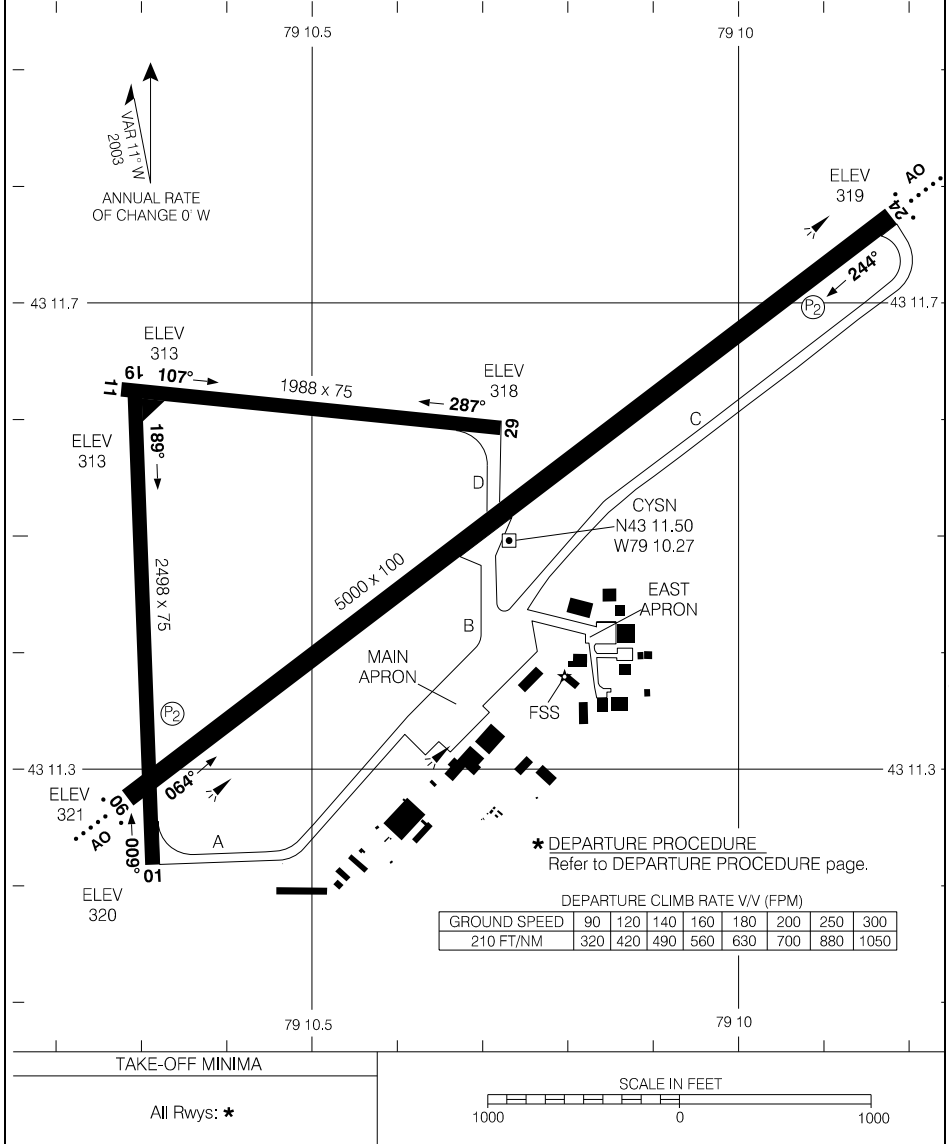 79 10.5
79 10
VAR 11° W
2003
ANNUAL RATE
OF CHANGE 0' W
ELEV
319
AO
24
244°
P2
43 11.7
43 11.7
ELEV
313
19
11
107°
1988 x 75
ELEV
318
287°
29
ELEV
313
189°
C
D
CYSN
N43 11.50
W79 10.27
2498 x 75
5000 x 100
EAST
APRON
B
MAIN
APRON
P2
FSS
43 11.3
43 11.3
064°
ELEV
321
06
AO
009°
01
A
ELEV
320
* DEPARTURE PROCEDURE
Refer to DEPARTURE PROCEDURE page.
DEPARTURE CLIMB RATE V/V (FPM)
GROUND SPEED 90 120 140 160 180 200 250 300
210 FT/NM 320 420 490 560 630 700 880 1050
79 10.5
79 10
TAKE-OFF MINIMA
All Rwys: *
SCALE IN FEET
1000 0 1000